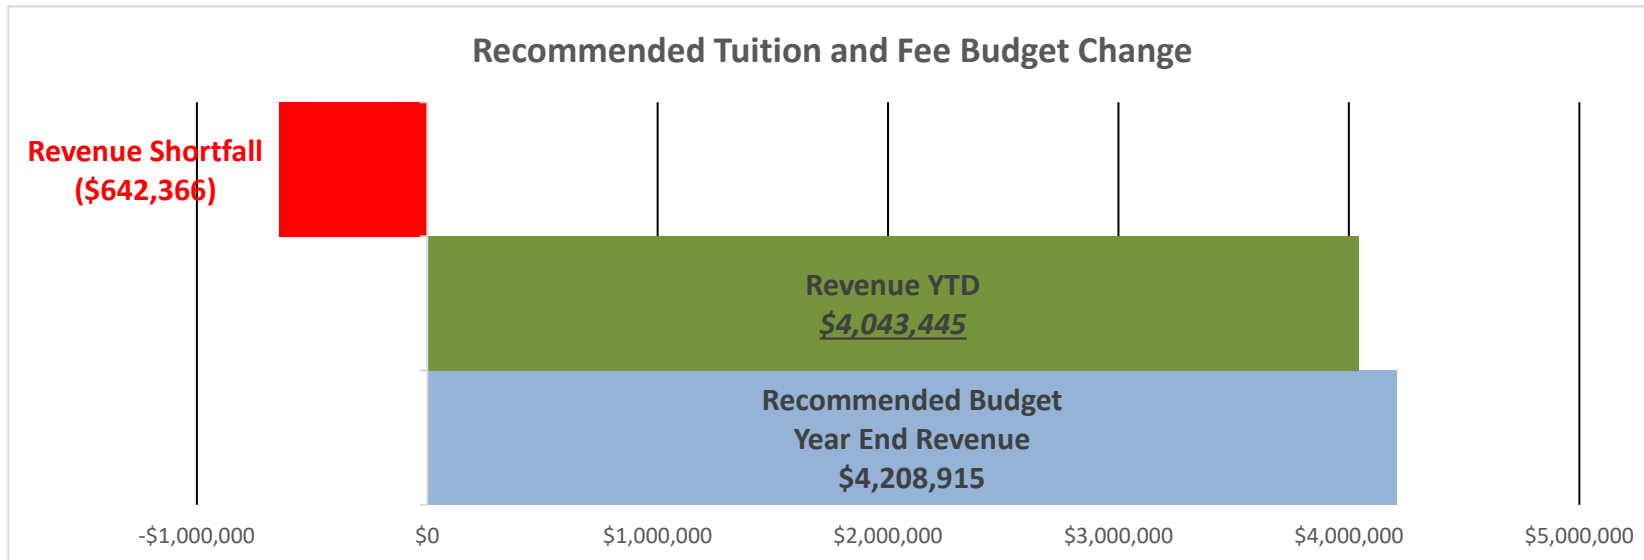 Recommended Tuition and Fee Budget Change
Revenue Shortfall
($642,366)
Revenue YTD
$4,043,445
Recommended Budget
Year End Revenue
$4,208,915
-$1,000,000 $0 $1,000,000 $2,000,000 $3,000,000 $4,000,000 $5,000,000